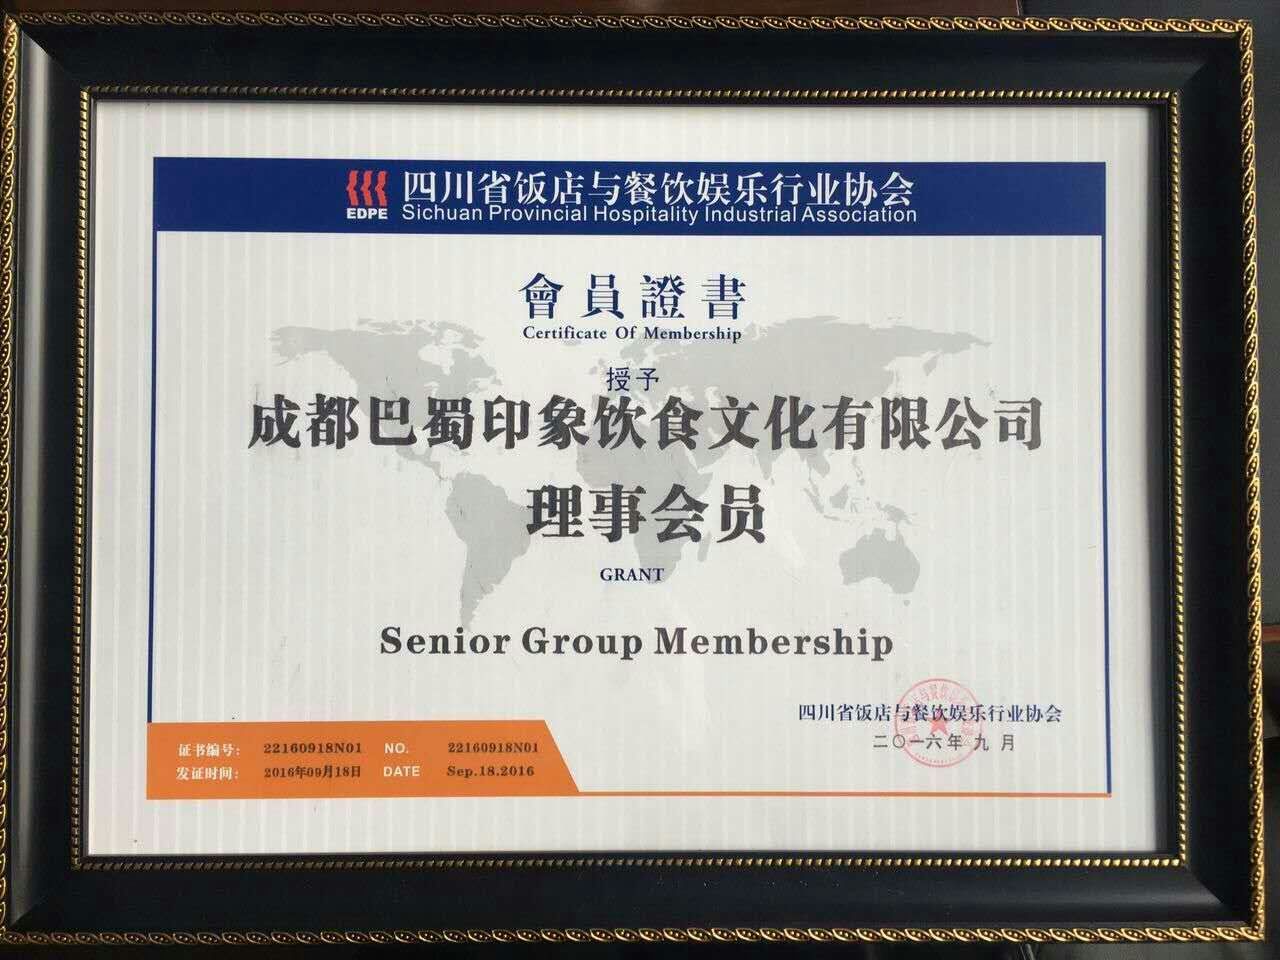 四川省饭店与餐饮娱乐行业协会
EDPE
Sichuan Provincial Hospitality Industrial Association
會員證書
Certificate Of Membership
授予
成都巴蜀印象饮食文化有限公司
理事会员
GRANT
Senior Group Membership
四川省饭店与餐饮娱乐行业协会
二〇一六年 九 月
证书编号: 22160918N01 NO. 22160918N01
发证时间: 2016年09月18日 DATE Sep.18.2016